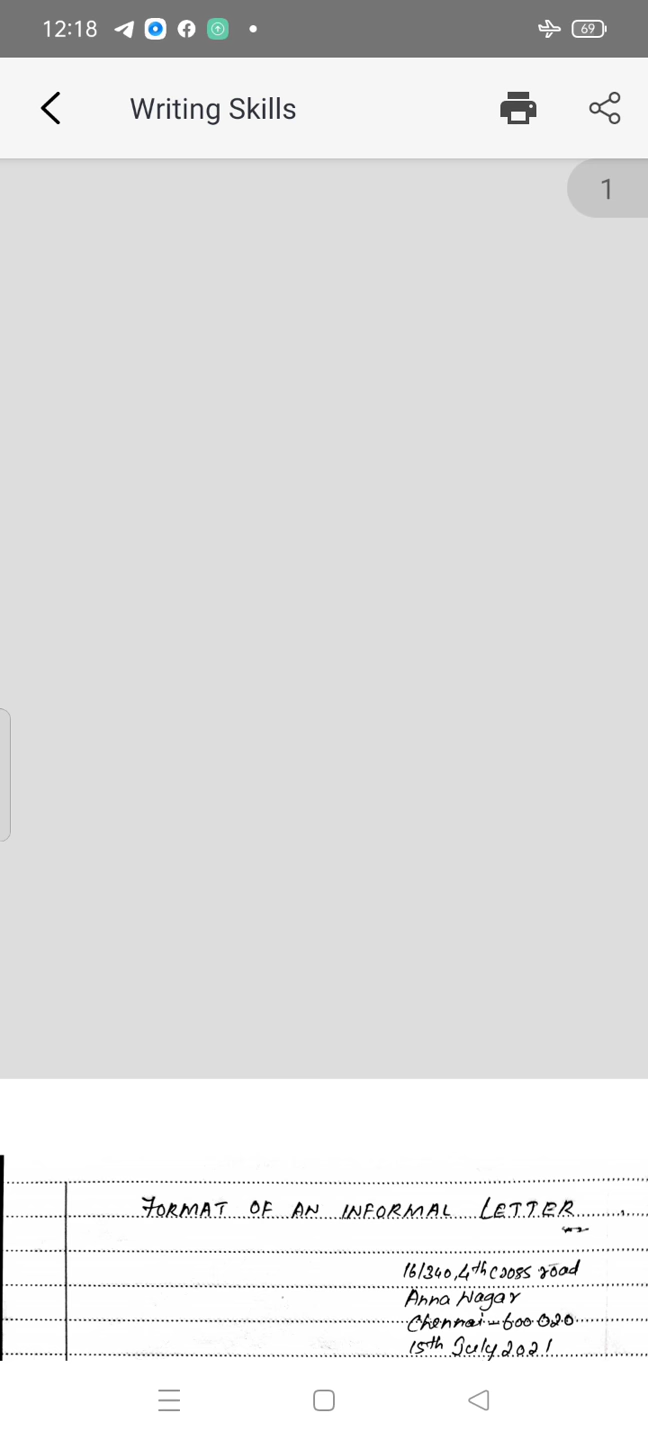 12:18
69
Writing Skills
1
FORMAT OF AN INFORMAL LETTER
16/340, 4th cross road
Anna Nagar
Chennai - 600 020
15th July 2021